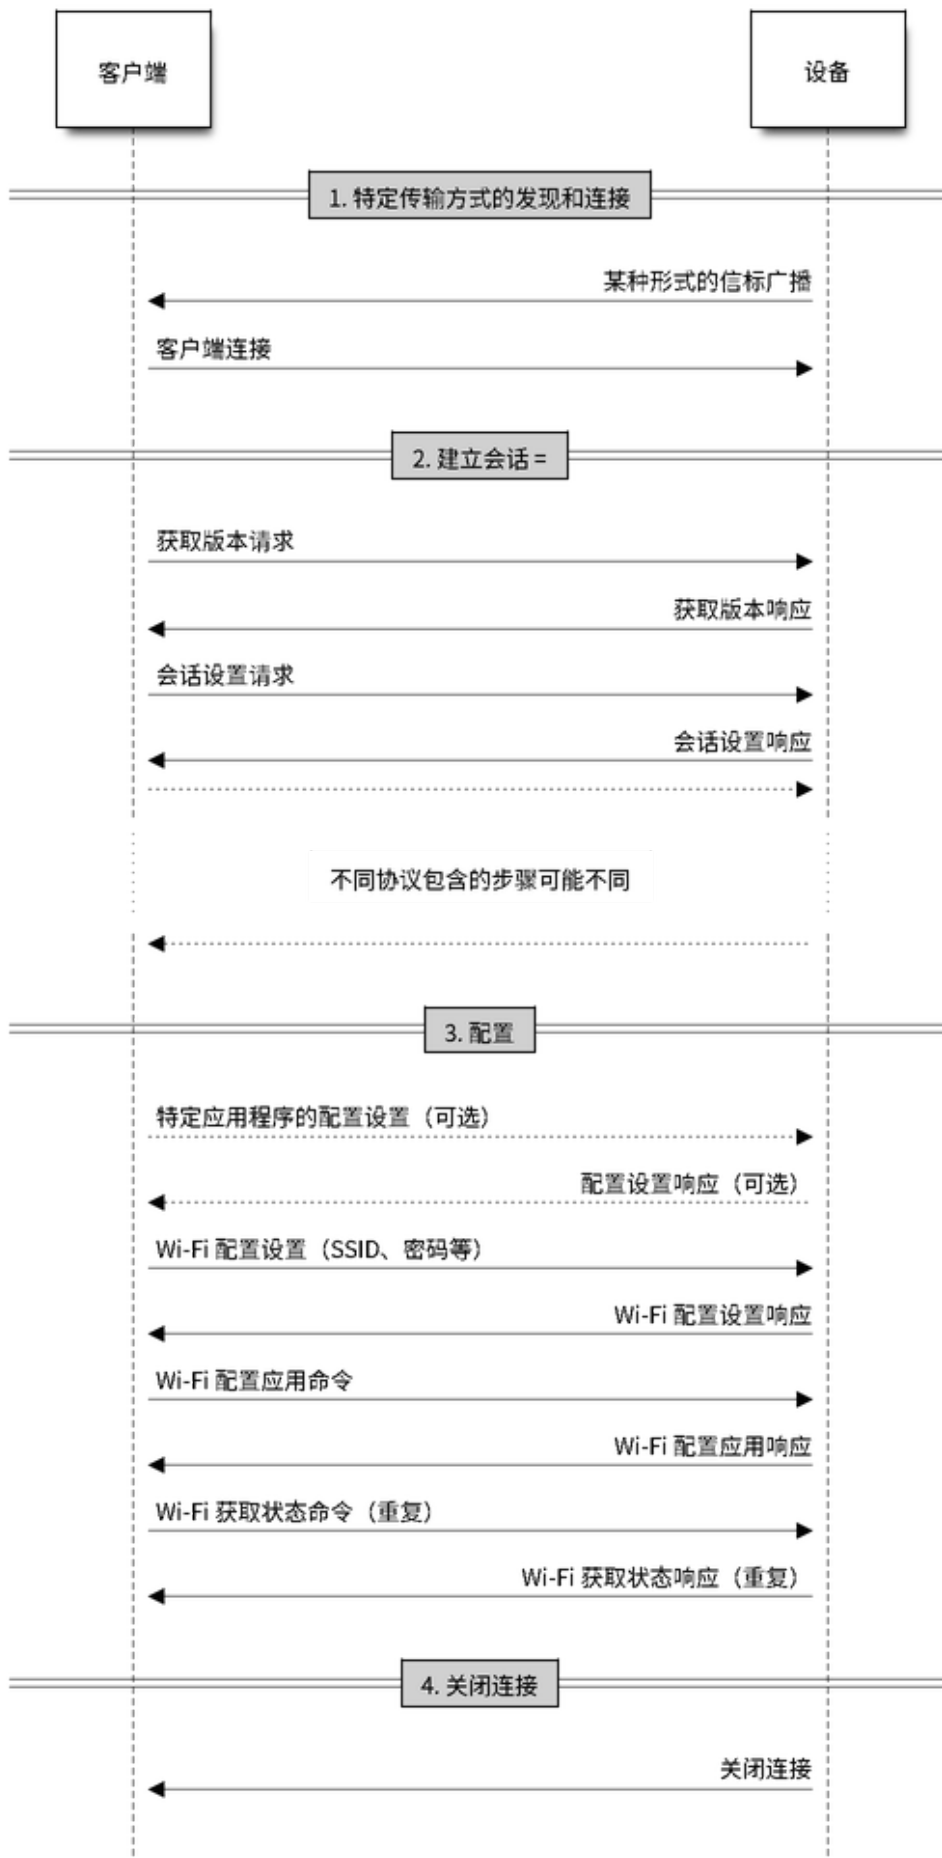 客户端
设备
1. 特定传输方式的发现和连接
某种形式的信标广播
客户端连接
2. 建立会话 =
获取版本请求
获取版本响应
会话设置请求
会话设置响应
不同协议包含的步骤可能不同
3. 配置
特定应用程序的配置设置（可选）
配置设置响应（可选）
Wi-Fi 配置设置（SSID、密码等）
Wi-Fi 配置设置响应
Wi-Fi 配置应用命令
Wi-Fi 配置应用响应
Wi-Fi 获取状态命令（重复）
Wi-Fi 获取状态响应（重复）
4. 关闭连接
关闭连接